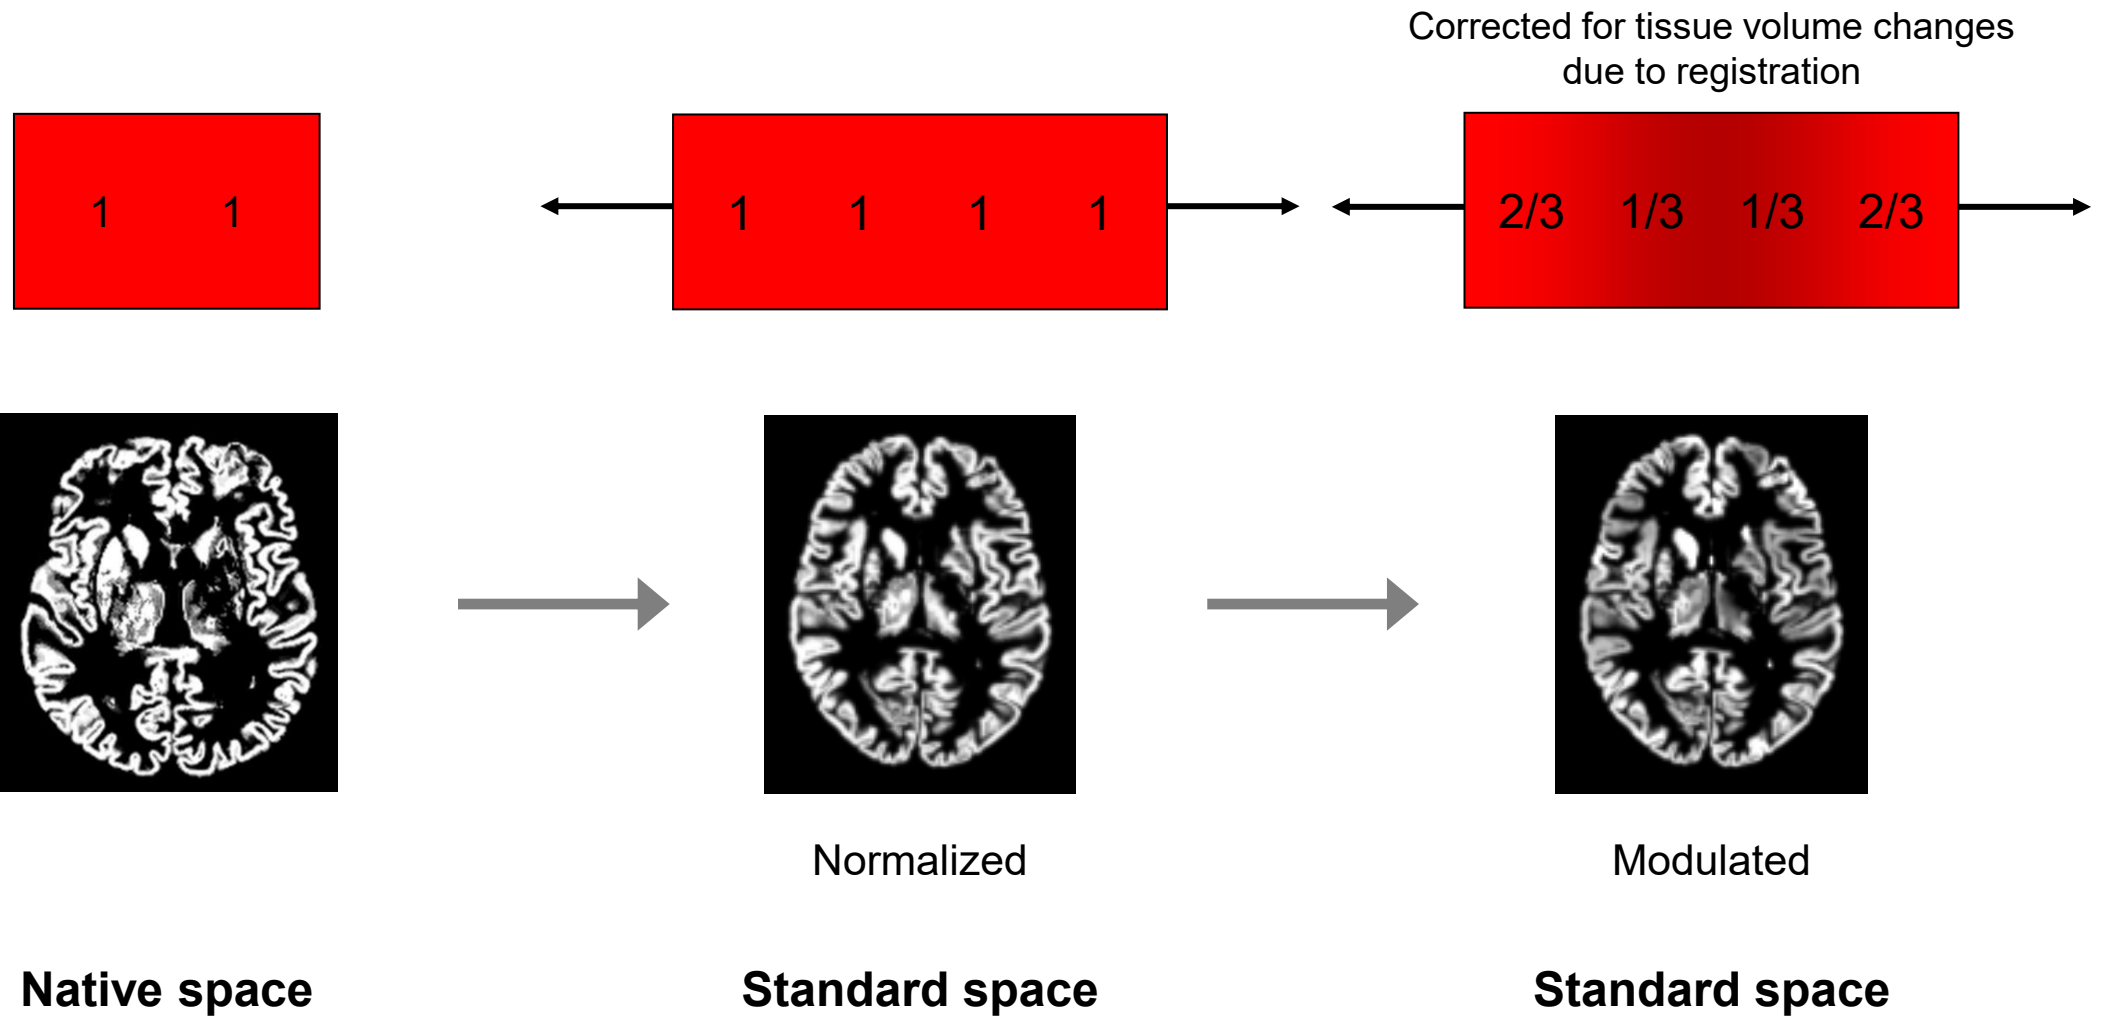 Corrected for tissue volume changes
due to registration
1 1
1 1 1 1
2/3 1/3 1/3 2/3
Normalized
Modulated
Native space
Standard space
Standard space